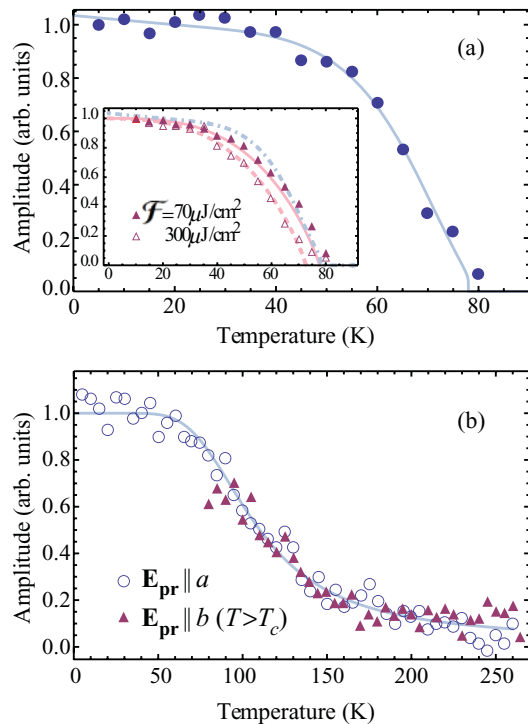 (a)
Amplitude (arb. units)
1.0
0.8
0.6
0.4
0.2
0.0
1.0
0.8
0.6
0.4
0.2
0.0
ℱ=70μJ/cm²
300μJ/cm²
0 20 40 60 80
0 20 40 60 80
Temperature (K)
(b)
Amplitude (arb. units)
1.0
0.8
0.6
0.4
0.2
0.0
E_pr || a
E_pr || b (T>T_c)
0 50 100 150 200 250
Temperature (K)